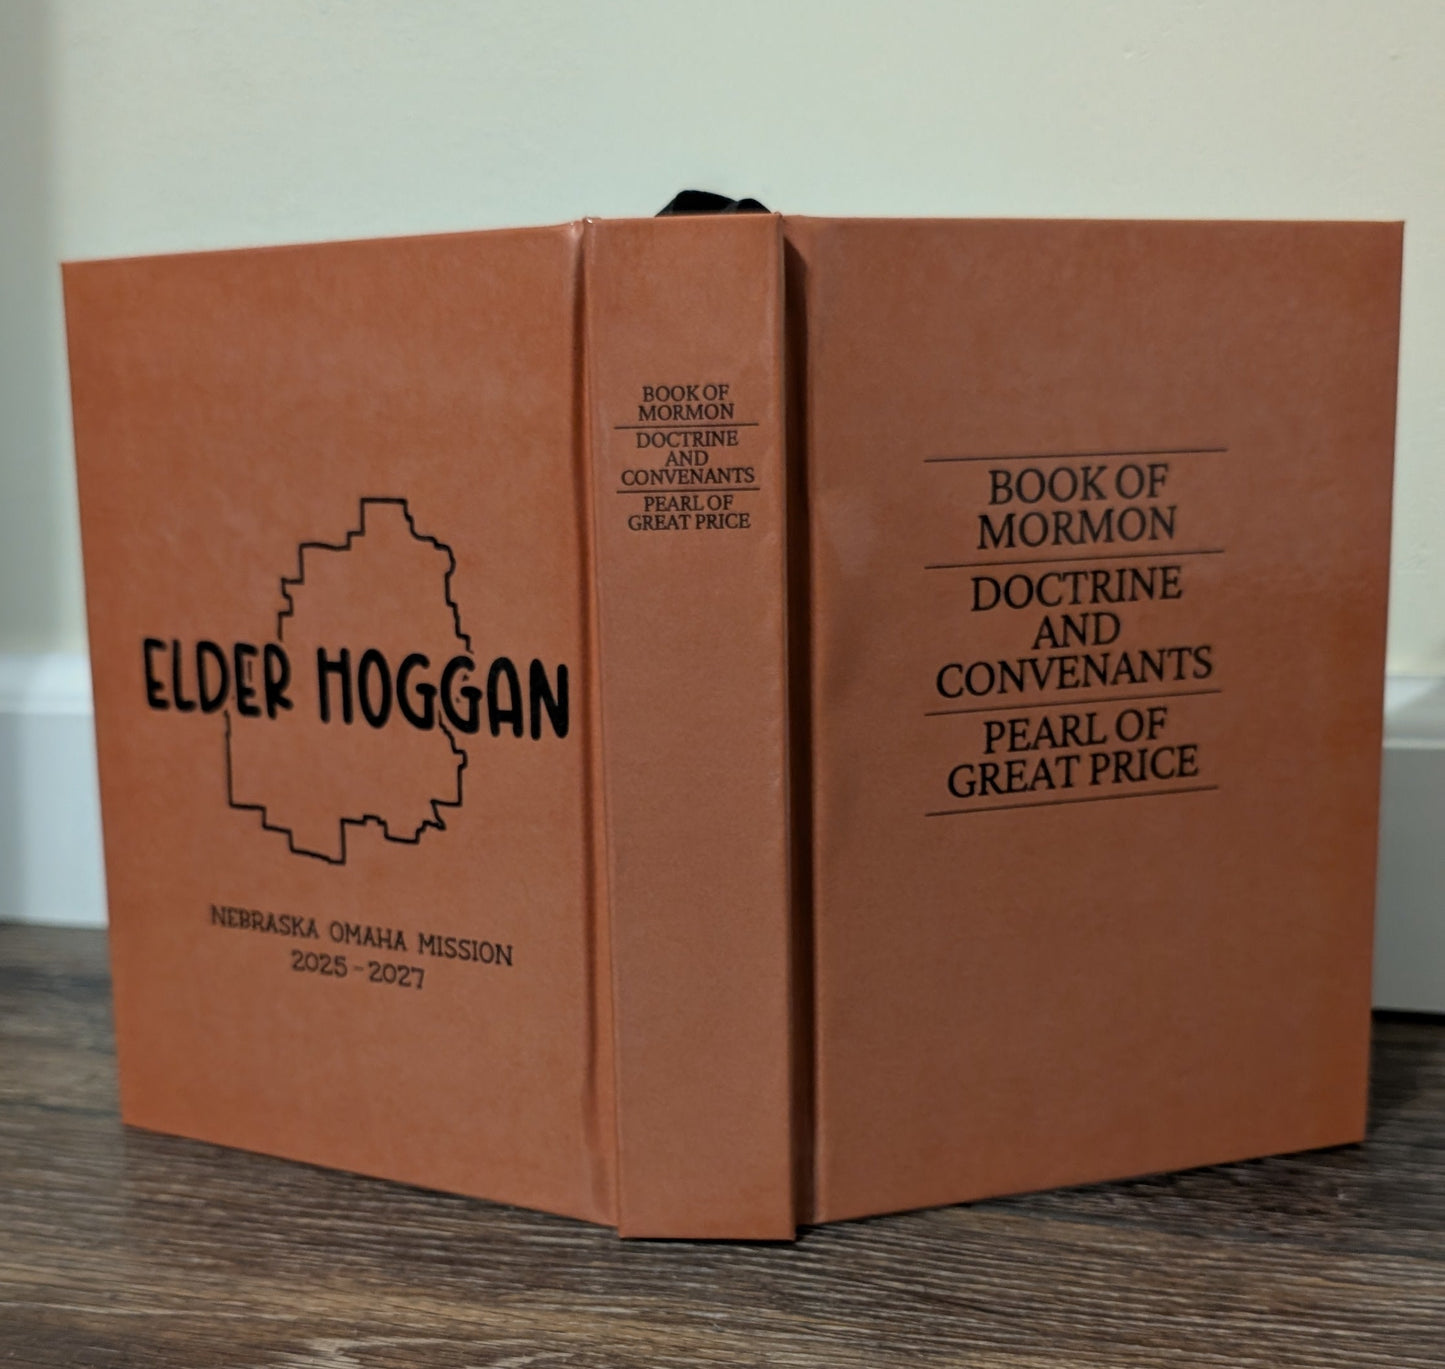 ELDER HOGGAN
NEBRASKA OMAHA MISSION
2025-2027
BOOK OF
MORMON
DOCTRINE
AND
CONVENANTS
PEARL OF
GREAT PRICE
BOOK OF
MORMON
DOCTRINE
AND
CONVENANTS
PEARL OF
GREAT PRICE